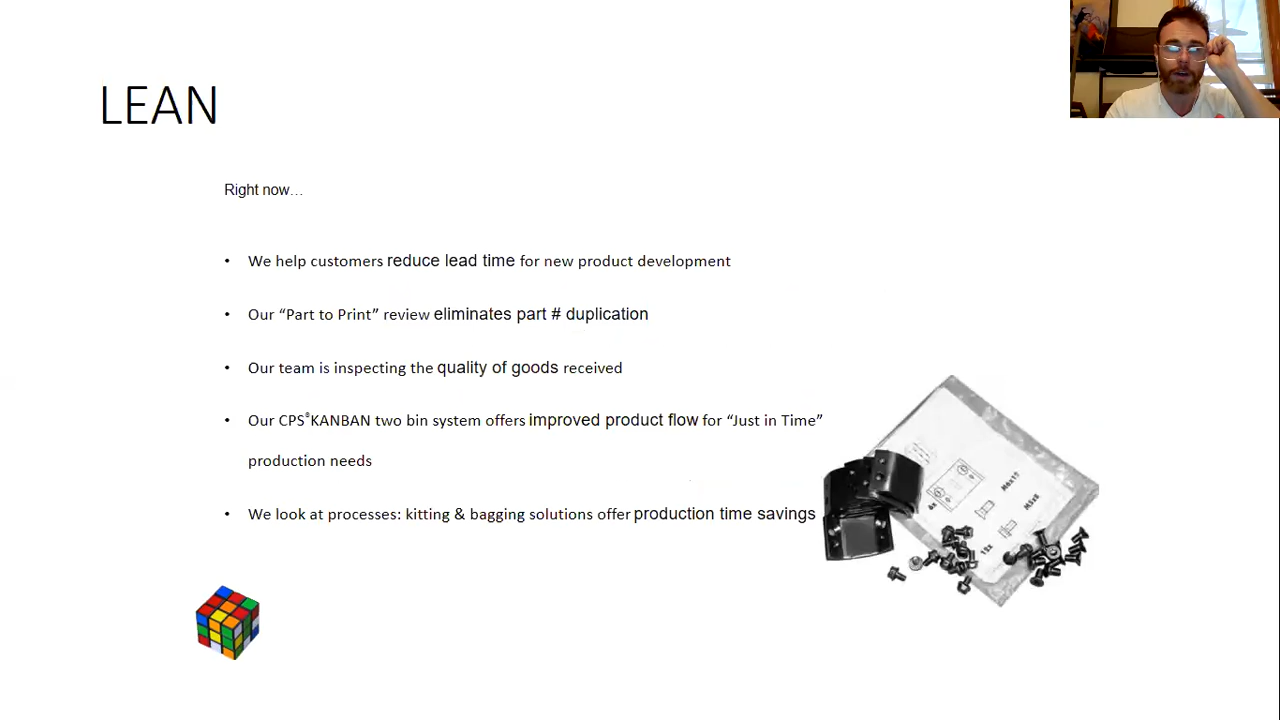 LEAN
Right now…
• We help customers reduce lead time for new product development
• Our “Part to Print” review eliminates part # duplication
• Our team is inspecting the quality of goods received
• Our CPS®KANBAN two bin system offers improved product flow for “Just in Time”
production needs
• We look at processes: kitting & bagging solutions offer production time savings
6x
18x